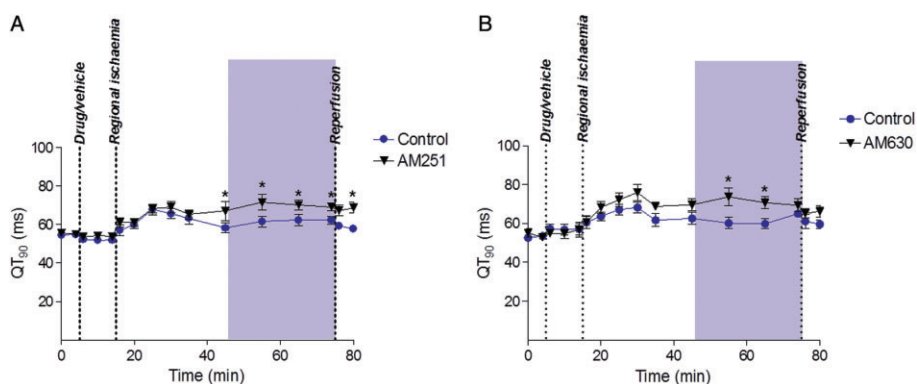 A
Drug/vehicle
Regional ischaemia
Reperfusion
Control
AM251
QT90 (ms)
100
80
60
40
20
* * * * *
0 20 40 60 80
Time (min)
B
Drug/vehicle
Regional ischaemia
Reperfusion
Control
AM630
QT90 (ms)
100
80
60
40
20
* *
0 20 40 60 80
Time (min)